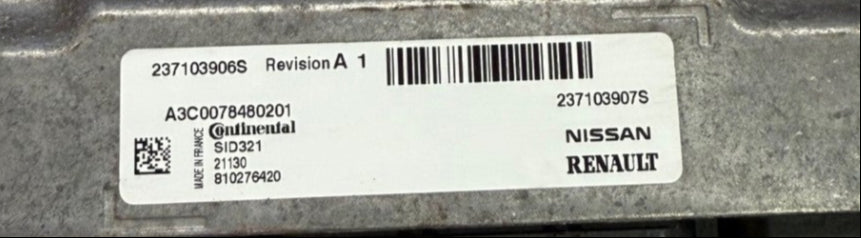 237103906S Revision A 1
237103907S
A3C0078480201
Continental
SID321
21130
810276420
MADE IN FRANCE
NISSAN
RENAULT